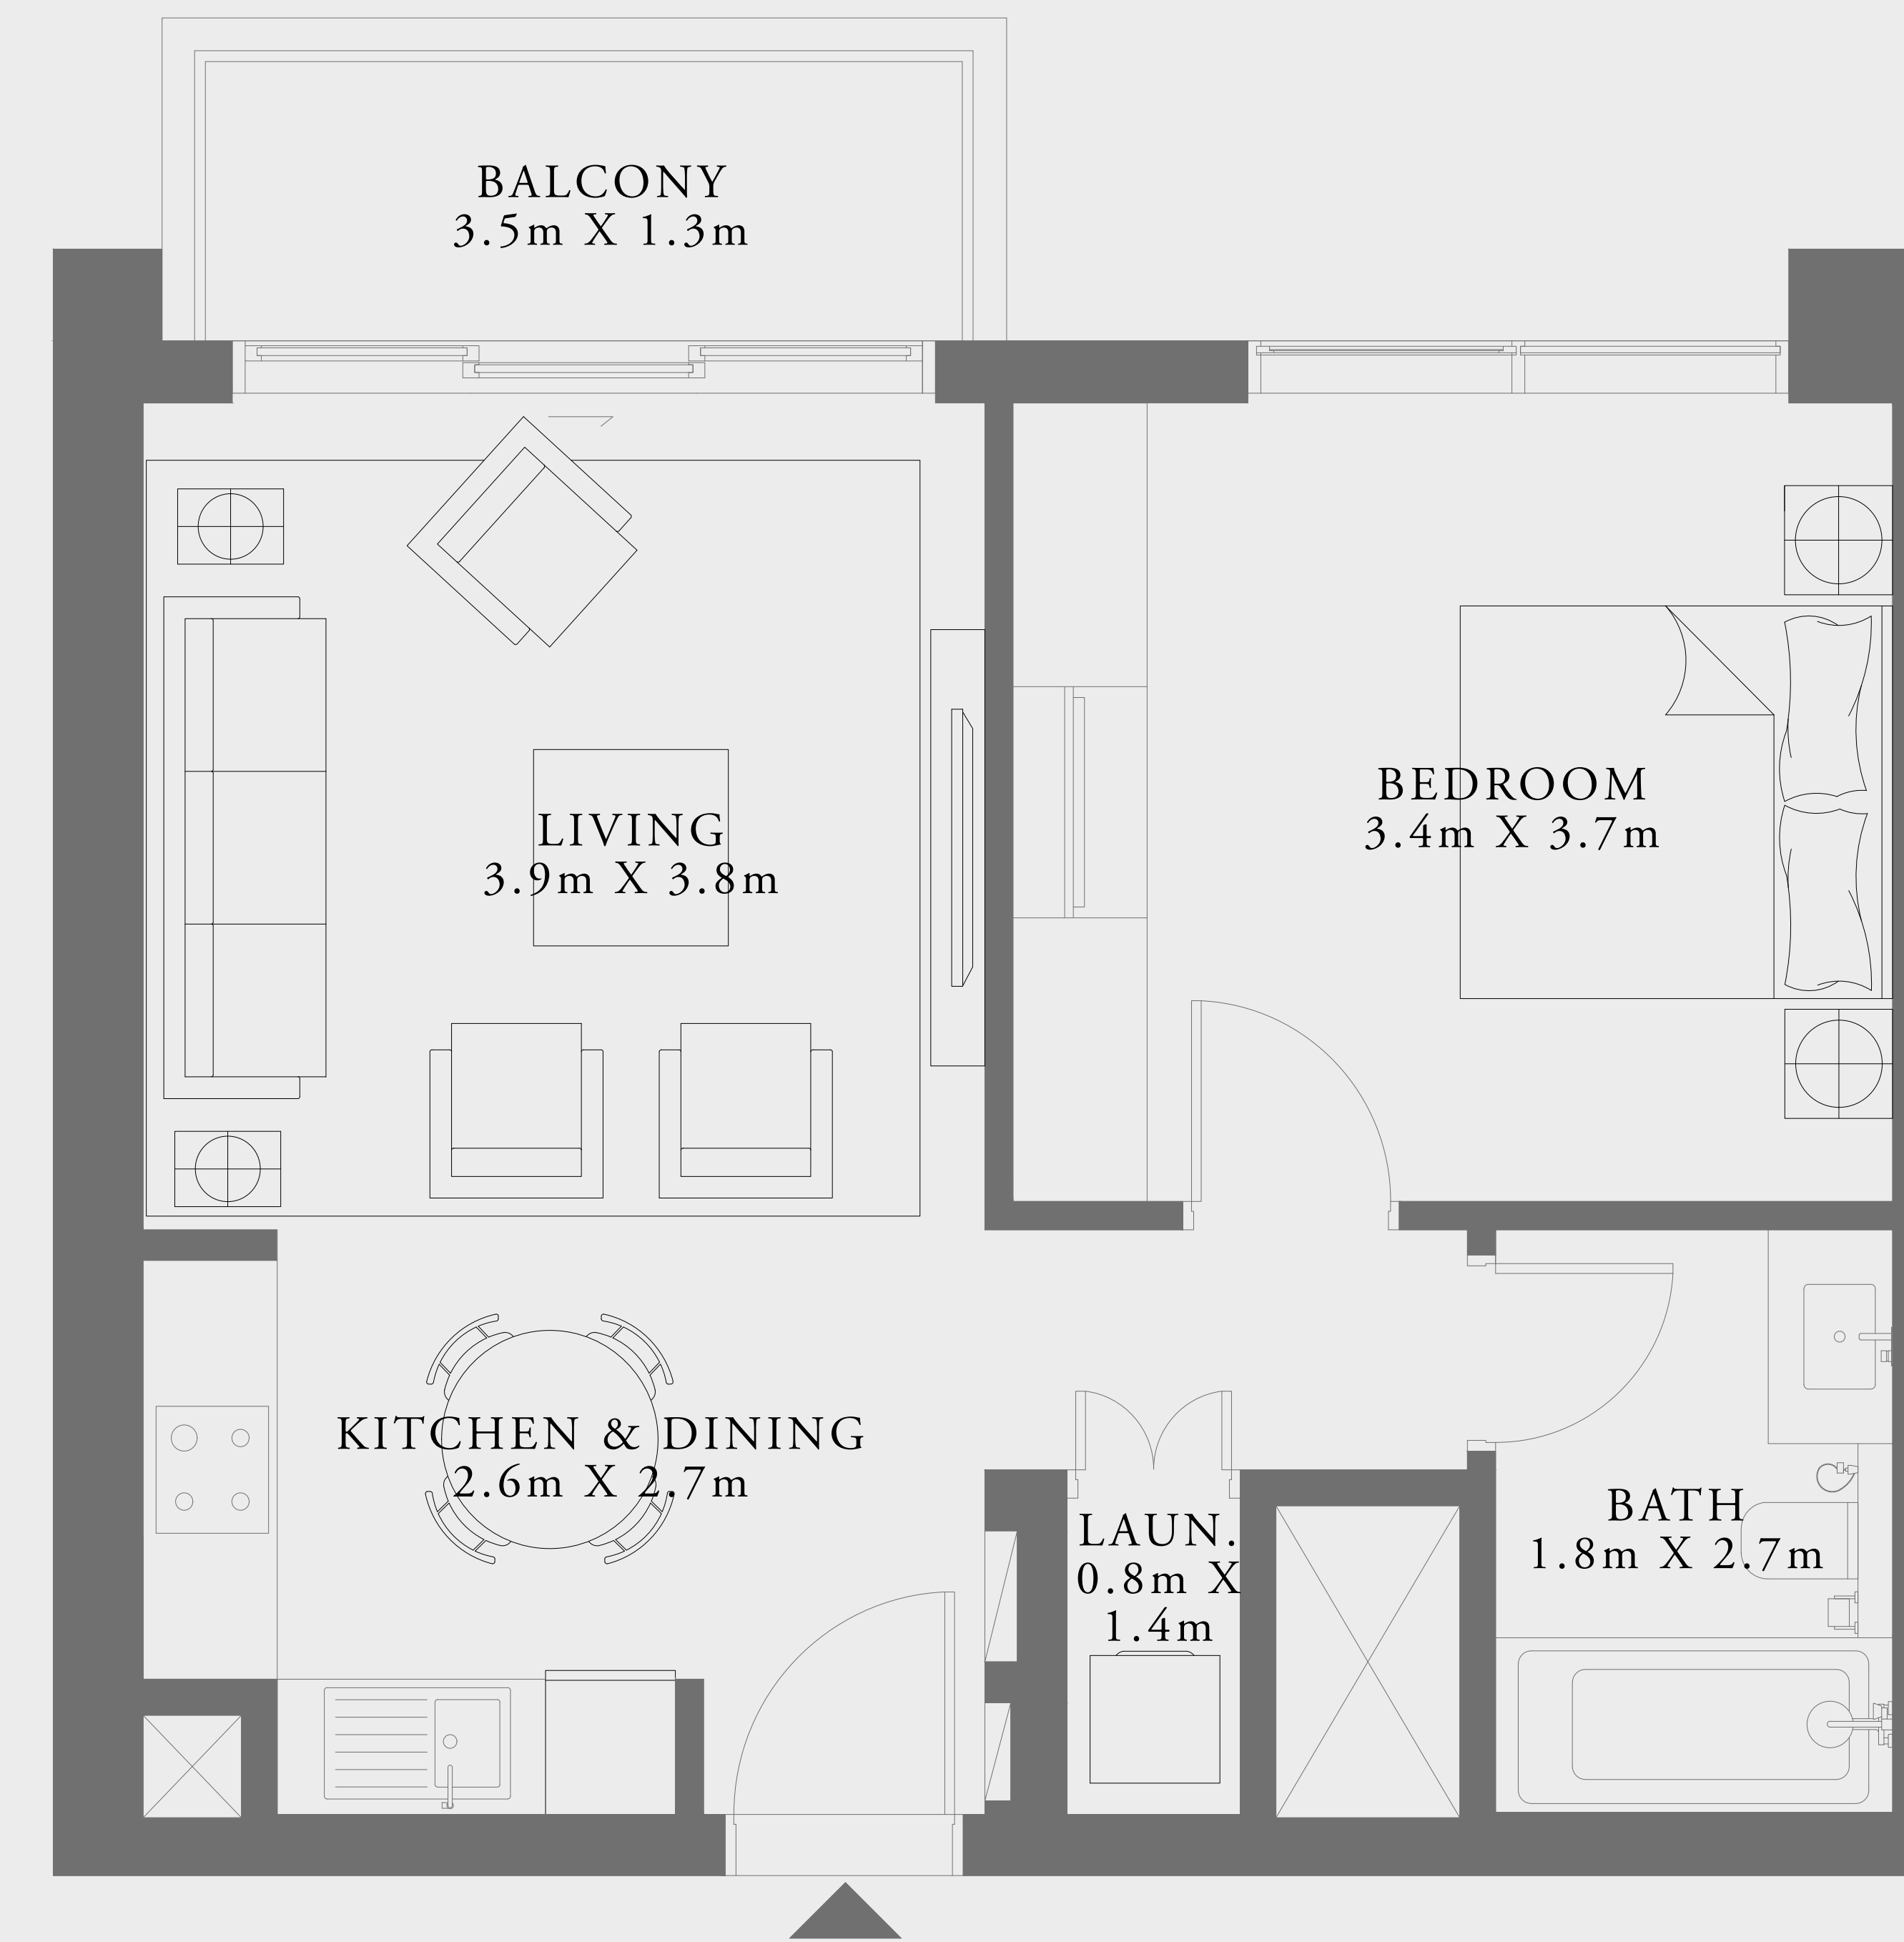 BALCONY
3.5m X 1.3m
LIVING
3.9m X 3.8m
BEDROOM
3.4m X 3.7m
KITCHEN & DINING
2.6m X 2.7m
LAUN.
0.8m X
1.4m
BATH
1.8m X 2.7m